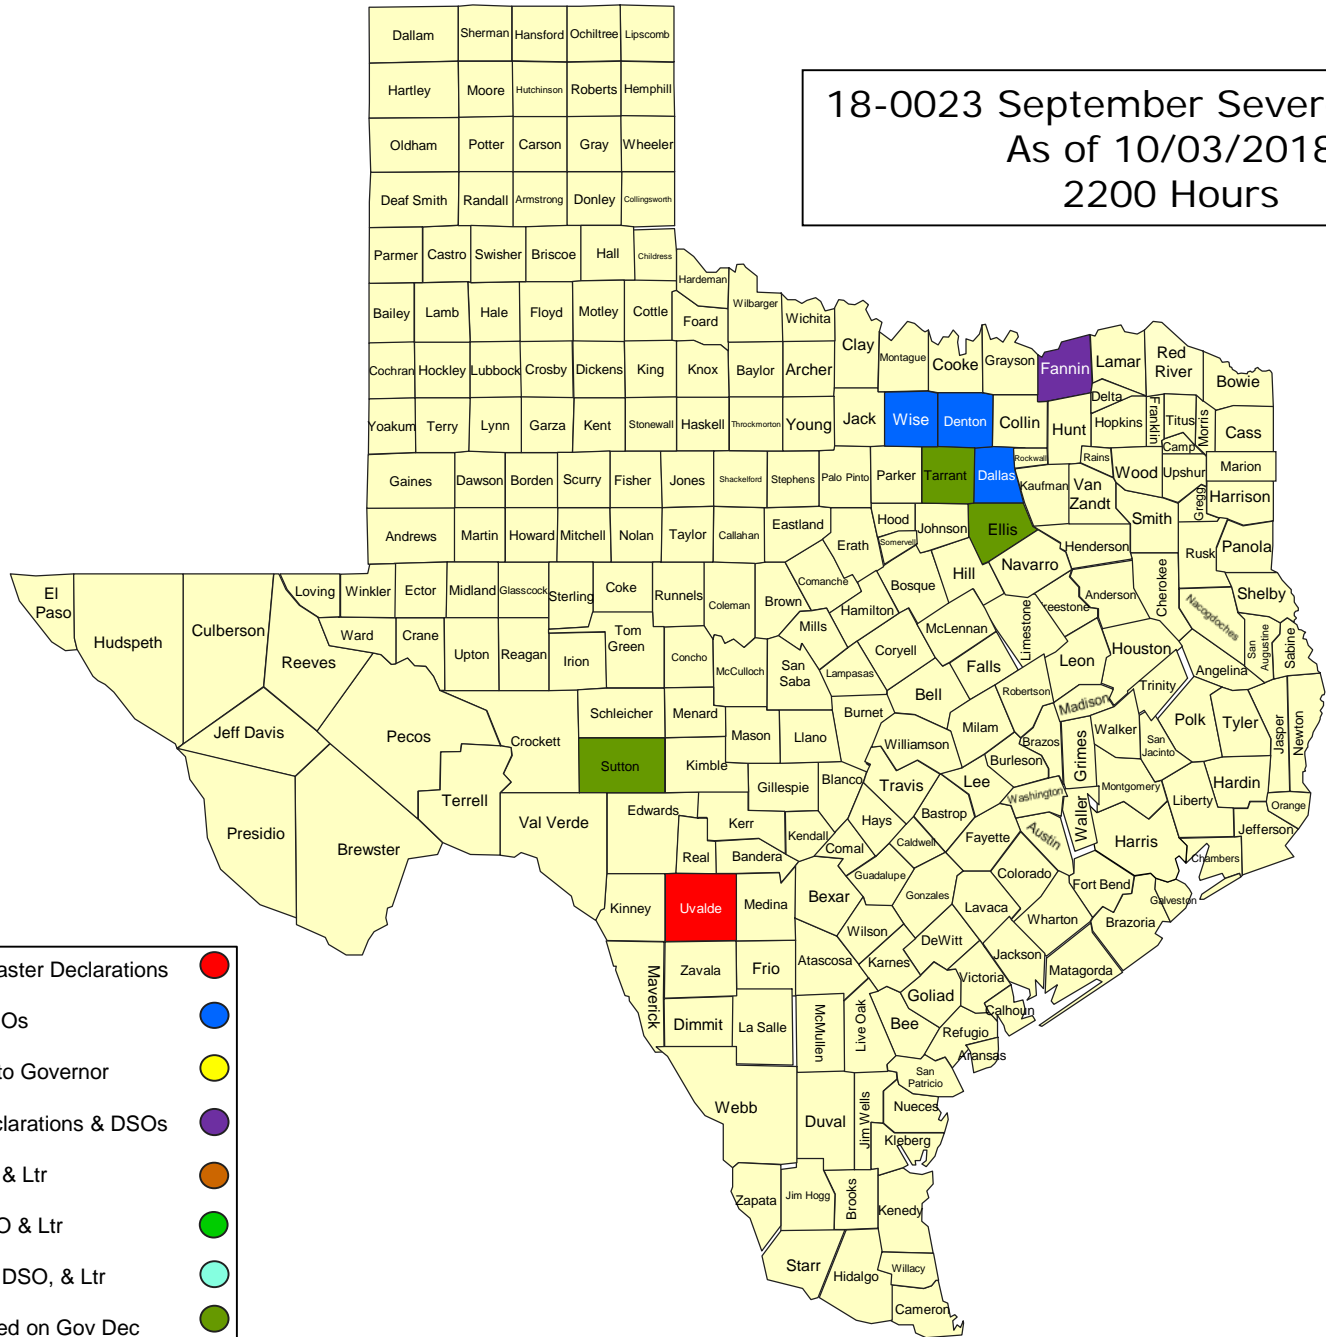 18-0023 September Sever
As of 10/03/2018
2200 Hours
Dallam Sherman Hansford Ochiltree Lipscomb
Hartley Moore Hutchinson Roberts Hemphill
Oldham Potter Carson Gray Wheeler
Deaf Smith Randall Armstrong Donley Collingsworth
Parmer Castro Swisher Briscoe Hall Childress
Hardeman
Bailey Lamb Hale Floyd Motley Cottle Foard Wilbarger Wichita
Clay Montague Cooke Grayson Fannin Lamar Red
River
Bowie
Cochran Hockley Lubbock Crosby Dickens King Knox Baylor Archer
Delta
Yoakum Terry Lynn Garza Kent Stonewall Haskell Throckmorton Young Jack Wise Denton Collin Hunt Hopkins Franklin Titus Morris Cass
Camp
Rockwall Rains
Gaines Dawson Borden Scurry Fisher Jones Shackelford Stephens Palo Pinto Parker Tarrant Dallas Kaufman Van
Zandt
Wood Upshur Marion
Gregg Harrison
Andrews Martin Howard Mitchell Nolan Taylor Callahan Eastland Erath Hood Somervell Johnson Ellis Henderson Smith Rusk Panola
El
Paso
Hudspeth Culberson Loving Winkler Ector Midland Glasscock Sterling Coke Runnels Coleman Brown Comanche Bosque Hill Navarro Anderson Cherokee Shelby
Hamilton Limestone reestone Nacogdoches
Reeves Ward Crane Upton Reagan Irion Tom
Green
Concho McCulloch San
Saba
Mills Lampasas Coryell McLennan Falls Leon Houston Angelina San
Augustine
Sabine
Jeff Davis Pecos Crockett Schleicher Menard Mason Llano Burnet Bell Milam Robertson Madison Trinity
Brazos Grimes Walker San
Jacinto
Polk Tyler Jasper Newton
Presidio Brewster Terrell Val Verde Sutton Kimble Gillespie Blanco Williamson Travis Lee Burleson Washington Montgomery Liberty Hardin Orange
Edwards Kerr Kendall Hays Comal Caldwell Bastrop Fayette Austin Waller Harris Jefferson
Real Bandera Chambers
Kinney Uvalde Medina Bexar Guadalupe Gonzales Lavaca Colorado Wharton Fort Bend Galveston
Brazoria
Wilson DeWitt Jackson Matagorda
Maverick Zavala Frio Atascosa Karnes Victoria
Goliad Calhoun
Dimmit La Salle McMullen Live Oak Bee Refugio
Aransas
San
Patricio
Webb Duval Jim Wells Nueces
Kleberg
Zapata Jim Hogg Brooks Kenedy
Starr Hidalgo Willacy
Cameron
aster Declarations
Os
to Governor
clarations & DSOs
& Ltr
O & Ltr
DSO, & Ltr
ed on Gov Dec